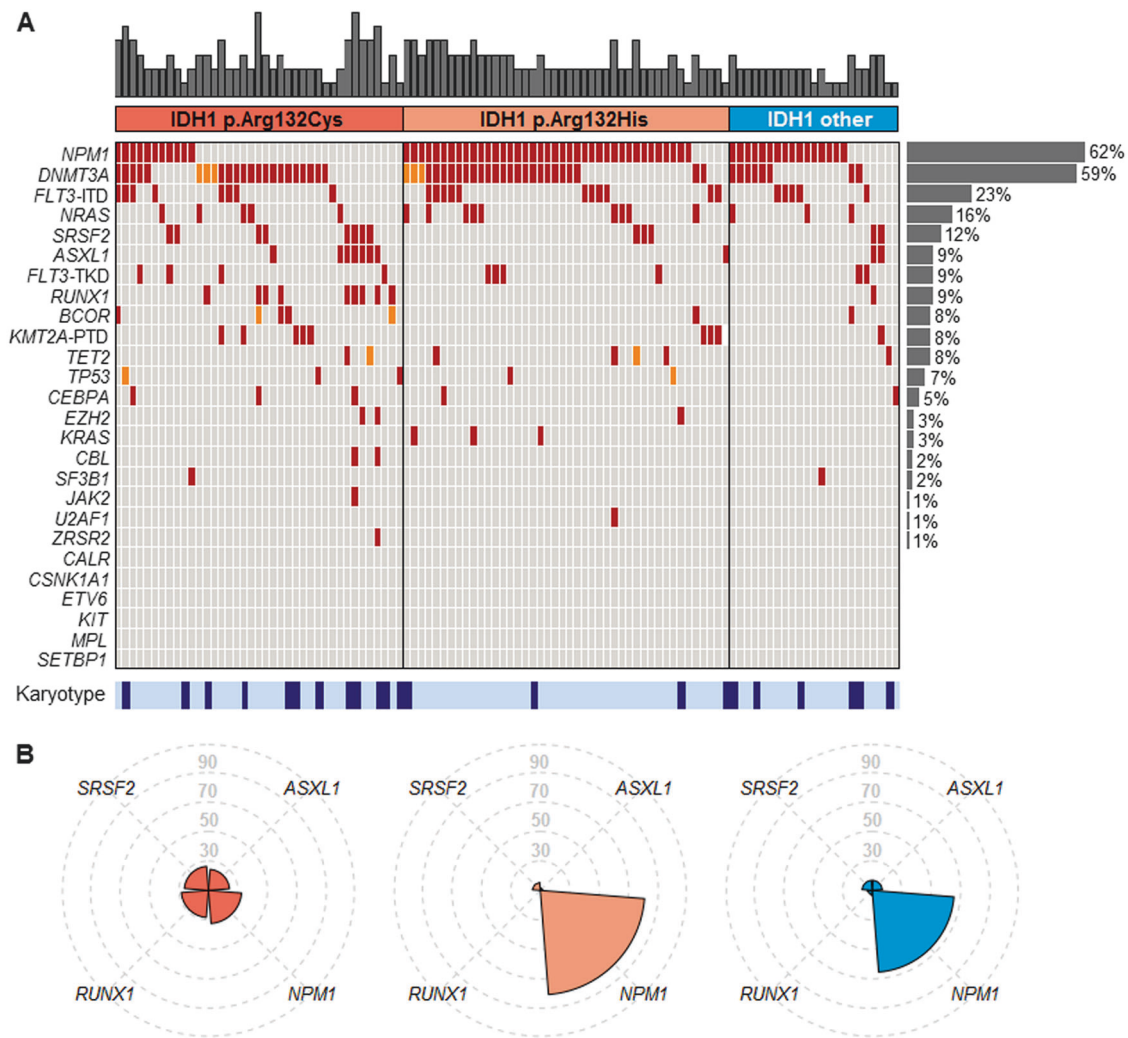 A
IDH1 p.Arg132Cys IDH1 p.Arg132His IDH1 other
NPM1 62%
DNMT3A 59%
FLT3-ITD 23%
NRAS 16%
SRSF2 12%
ASXL1 9%
FLT3-TKD 9%
RUNX1 9%
BCOR 8%
KMT2A-PTD 8%
TET2 8%
TP53 7%
CEBPA 5%
EZH2 3%
KRAS 3%
CBL 2%
SF3B1 2%
JAK2 1%
U2AF1 1%
ZRSR2 1%
CALR
CSNK1A1
ETV6
KIT
MPL
SETBP1
Karyotype
B
90 90 90
SRSF2 ASXL1 SRSF2 ASXL1 SRSF2 ASXL1
70 70 70
50 50 50
30 30 30
RUNX1 NPM1 RUNX1 NPM1 RUNX1 NPM1